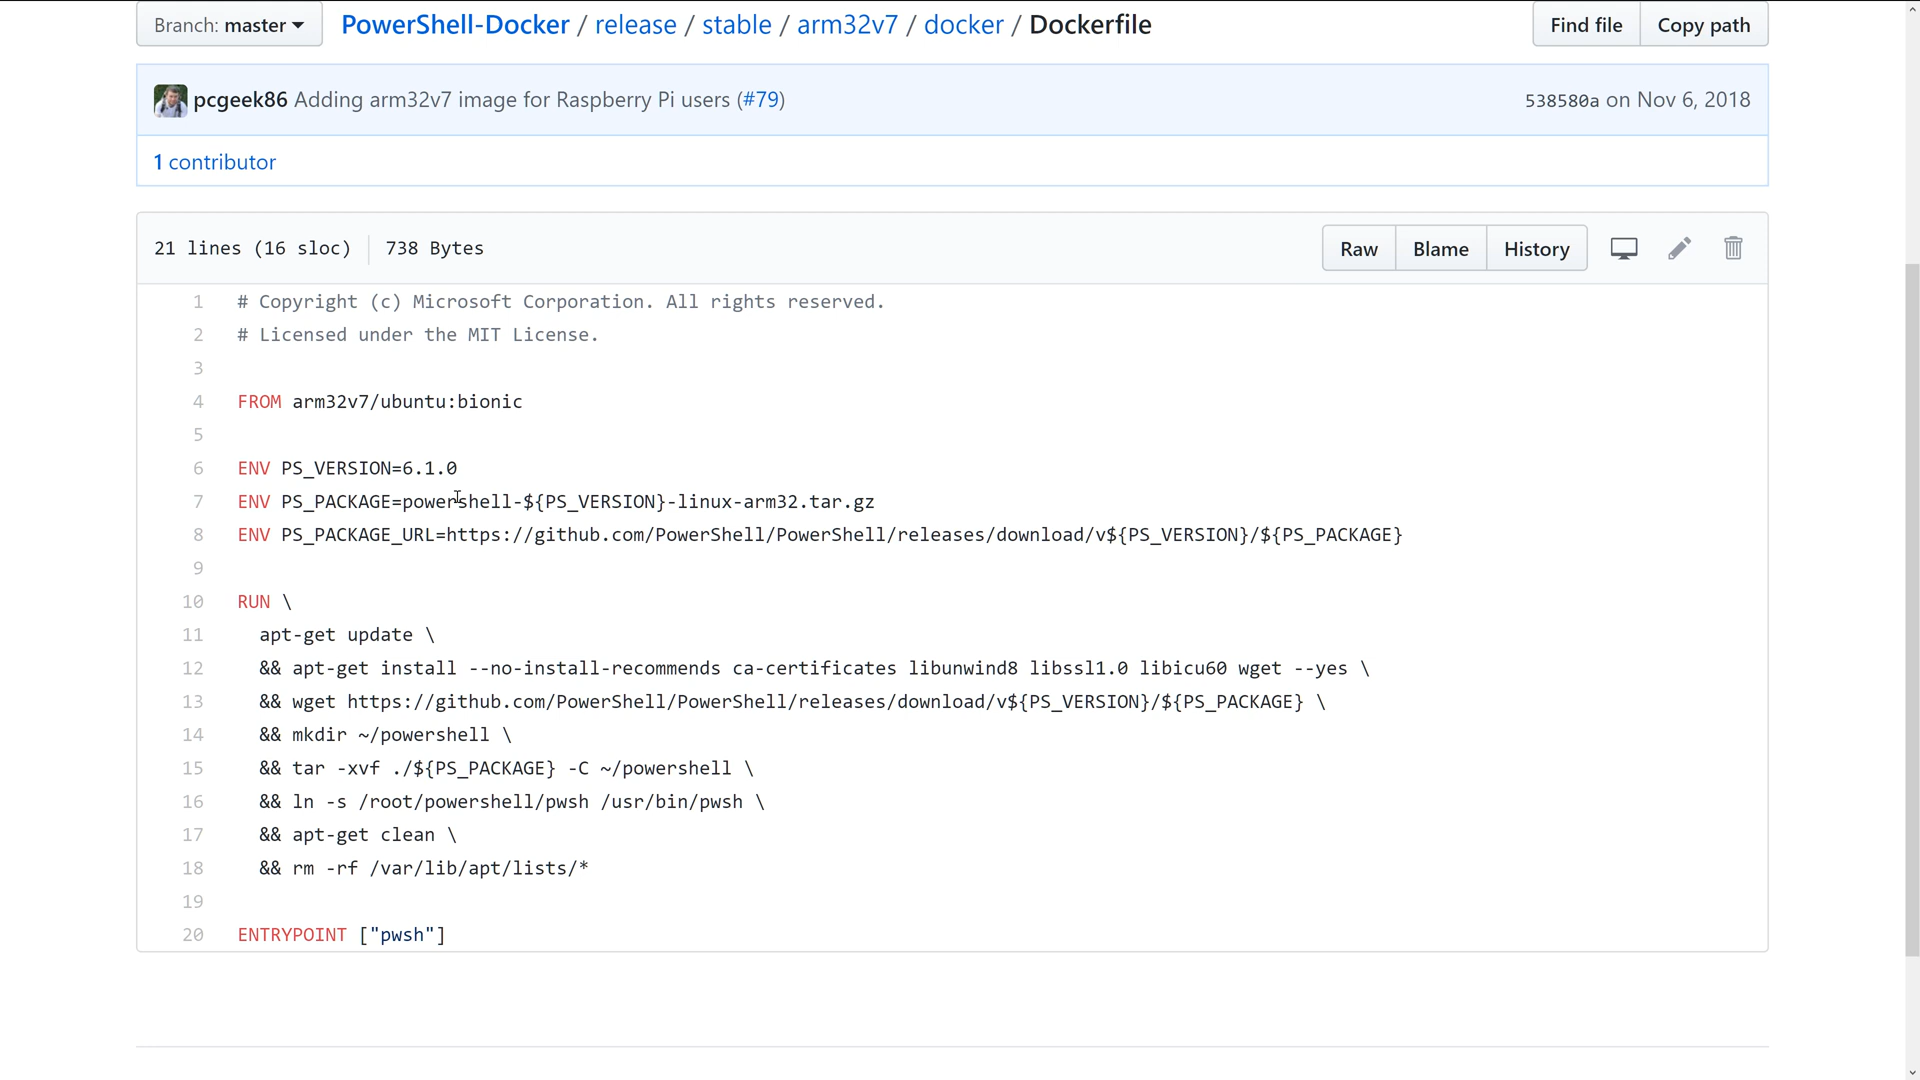 Branch: master PowerShell-Docker / release / stable / arm32v7 / docker / Dockerfile Find file Copy path
pcgeek86 Adding arm32v7 image for Raspberry Pi users (#79) 538580a on Nov 6, 2018
1 contributor
21 lines (16 sloc) 738 Bytes Raw Blame History
1 # Copyright (c) Microsoft Corporation. All rights reserved.
2 # Licensed under the MIT License.
3
4 FROM arm32v7/ubuntu:bionic
5
6 ENV PS_VERSION=6.1.0
7 ENV PS_PACKAGE=powershell-${PS_VERSION}-linux-arm32.tar.gz
8 ENV PS_PACKAGE_URL=https://github.com/PowerShell/PowerShell/releases/download/v${PS_VERSION}/${PS_PACKAGE}
9
10 RUN \
11 apt-get update \
12 && apt-get install --no-install-recommends ca-certificates libunwind8 libssl1.0 libicu60 wget --yes \
13 && wget https://github.com/PowerShell/PowerShell/releases/download/v${PS_VERSION}/${PS_PACKAGE} \
14 && mkdir ~/powershell \
15 && tar -xvf ./${PS_PACKAGE} -C ~/powershell \
16 && ln -s /root/powershell/pwsh /usr/bin/pwsh \
17 && apt-get clean \
18 && rm -rf /var/lib/apt/lists/*
19
20 ENTRYPOINT ["pwsh"]